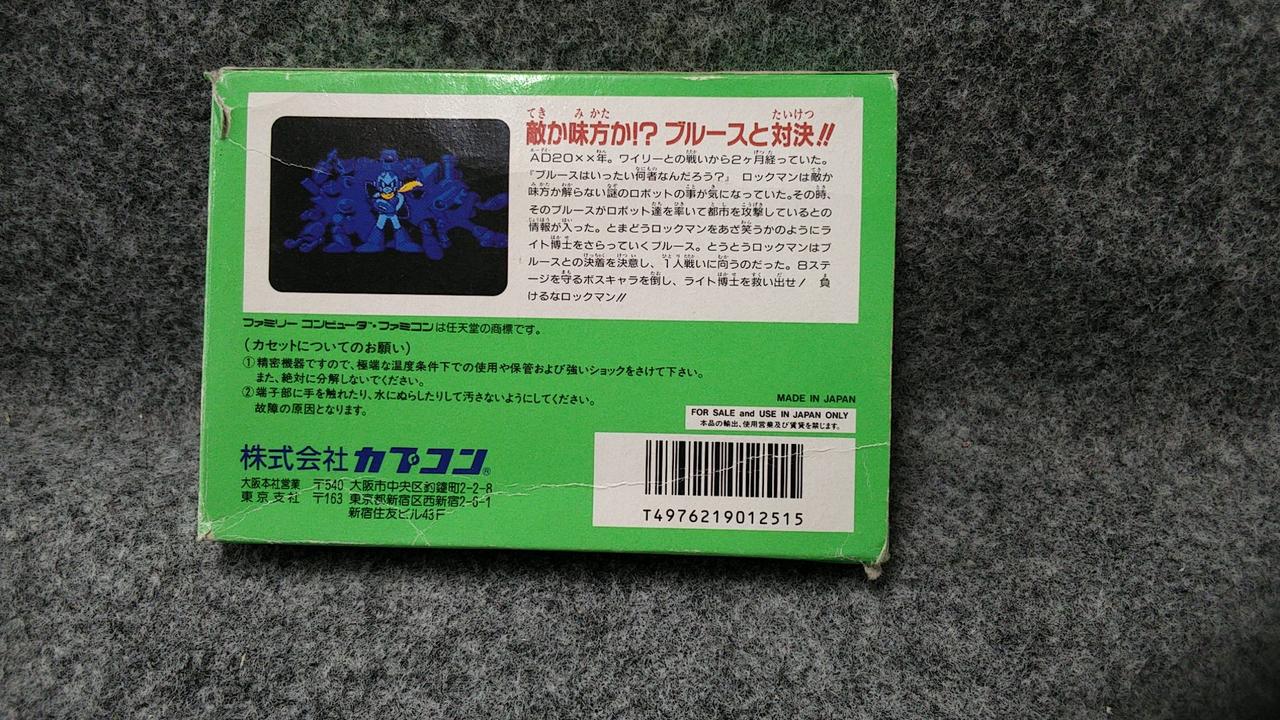 敵か味方か!? ブルースと対決!!
AD20××年。ワイリーとの戦いから2ヶ月経っていた。
『ブルースはいったい何者なんだろう?』 ロックマンは敵か
味方か解らない謎のロボットの事が気になっていた。その時、
そのブルースがロボット達を率いて都市を攻撃しているとの
情報が入った。とまどうロックマンをあざ笑うかのようにラ
イト博士をさらっていくブルース。とうとうロックマンはブ
ルースとの決着を決意し、1人戦いに向うのだった。8ステ
ージを守るボスキャラを倒し、ライト博士を救い出せ! 負
けるなロックマン!!
ファミリーコンピュータ・ファミコンは任天堂の商標です。
(カセットについてのお願い)
①精密機器ですので、極端な温度条件下での使用や保管および強いショックをさけて下さい。
また、絶対に分解しないでください。
②端子部に手を触れたり、水にぬらしたりして汚さないようにしてください。
故障の原因となります。
MADE IN JAPAN
FOR SALE and USE IN JAPAN ONLY
本品の輸出、使用営業及び賃貸を禁じます。
株式会社カプコン®
大阪本社営業 〒540 大阪市中央区釣鐘町2-2-8
東京支社 〒163 東京都新宿区西新宿2-6-1
新宿住友ビル43F
T4976219012515